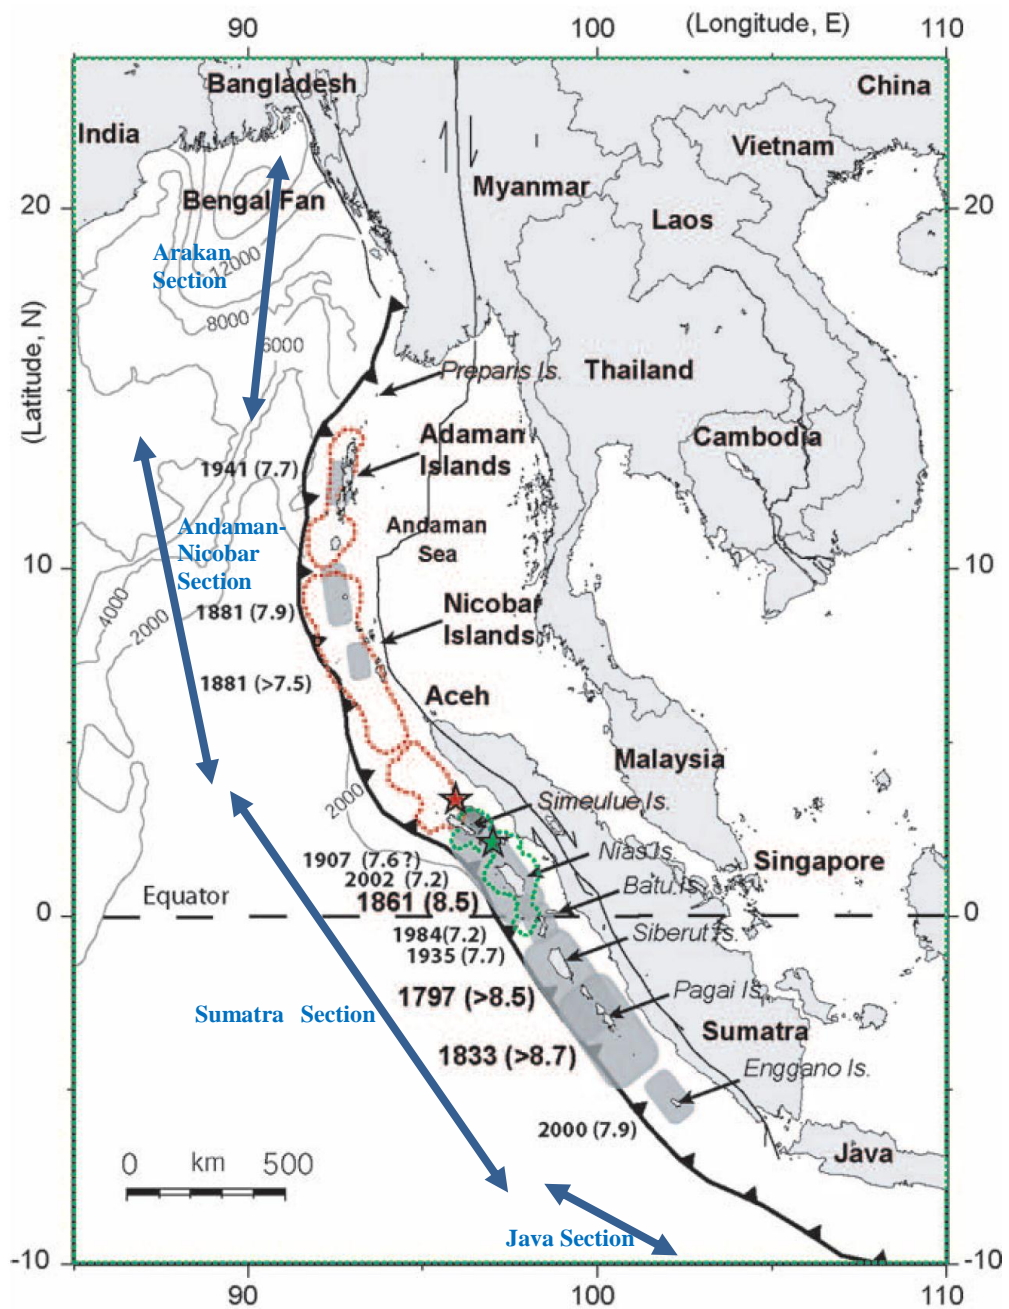 90
100
(Longitude, E)
110
Bangladesh
China
India
Vietnam
Myanmar
20
Bengal Fan
20
Laos
Arakan
Section
12000
8000
6000
(Latitude, N)
Preparis Is.
Thailand
Adaman
Islands
Cambodia
1941 (7.7)
Andaman
Sea
Andaman-
Nicobar
Section
10
10
4000
2000
1881 (7.9)
Nicobar
Islands
1881 (>7.5)
Aceh
Malaysia
2000
Simeulue Is.
1907 (7.6?)
Nias Is.
Singapore
2002 (7.2)
Batu Is.
Equator
1861 (8.5)
0
0
1984(7.2)
Siberut Is.
1935 (7.7)
1797 (>8.5)
Pagai Is.
Sumatra Section
Sumatra
1833 (>8.7)
Enggano Is.
2000 (7.9)
Java
0 km 500
Java Section
-10
-10
90
100
110